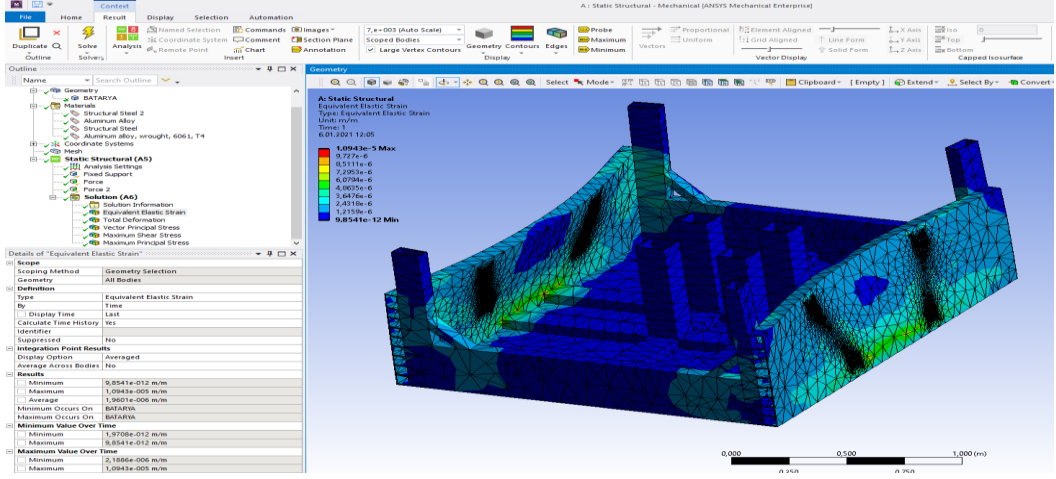 Context
A : Static Structural - Mechanical (ANSYS Mechanical Enterprise)
File Home Result Display Selection Automation
Duplicate Q Solve Analysis
Named Selection Commands Images
Coordinate System Comment Section Plane
Remote Point Chart Annotation
7,e+003 (Auto Scale)
Scoped Bodies
Large Vertex Contours
Geometry Contours Edges
Probe
Maximum
Minimum
Vectors
Proportional Element Aligned X Axis
Uniform Grid Aligned Line Form Y Axis
Solid Form Z Axis
Iso 0
Top
Bottom
Outline Solvers Insert Display Vector Display Capped Isosurface
Outline
Name Search Outline
Geometry
BATARYA
Materials
Structural Steel 2
Aluminum Alloy
Structural Steel
Aluminum alloy, wrought, 6061, T4
Coordinate Systems
Mesh
Static Structural (A5)
Analysis Settings
Fixed Support
Force
Force 2
Solution (A6)
Solution Information
Equivalent Elastic Strain
Total Deformation
Vector Principal Stress
Maximum Shear Stress
Maximum Principal Stress
Details of "Equivalent Elastic Strain"
Scope
Scoping Method Geometry Selection
Geometry All Bodies
Definition
Type Equivalent Elastic Strain
By Time
Display Time Last
Calculate Time History Yes
Identifier
Suppressed No
Integration Point Results
Display Option Averaged
Average Across Bodies No
Results
Minimum 9,8541e-012 m/m
Maximum 1,0943e-005 m/m
Average 1,9601e-006 m/m
Minimum Occurs On BATARYA
Maximum Occurs On BATARYA
Minimum Value Over Time
Minimum 1,9708e-012 m/m
Maximum 9,8541e-012 m/m
Maximum Value Over Time
Minimum 2,1886e-006 m/m
Maximum 1,0943e-005 m/m
Geometry
Select Mode Clipboard [ Empty ] Extend Select By Convert
A: Static Structural
Equivalent Elastic Strain
Type: Equivalent Elastic Strain
Unit: m/m
Time: 1
6.01.2021 12:05
1,0943e-5 Max
9,727e-6
8,5111e-6
7,2953e-6
6,0794e-6
4,8635e-6
3,6476e-6
2,4318e-6
1,2159e-6
9,8541e-12 Min
0,000 0,500 1,000 (m)
0,250 0,750